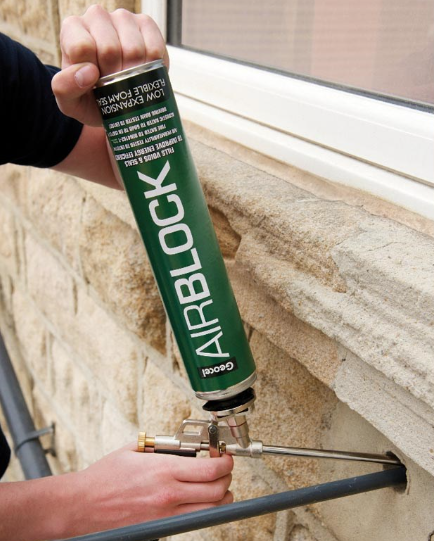 LOW EXPANSION
FLEXIBLE FOAM SEAL
FILLS VOIDS & SEALS
TO IMPROVE ENERGY EFFICIENCY
AIRBLOCK
Geocel